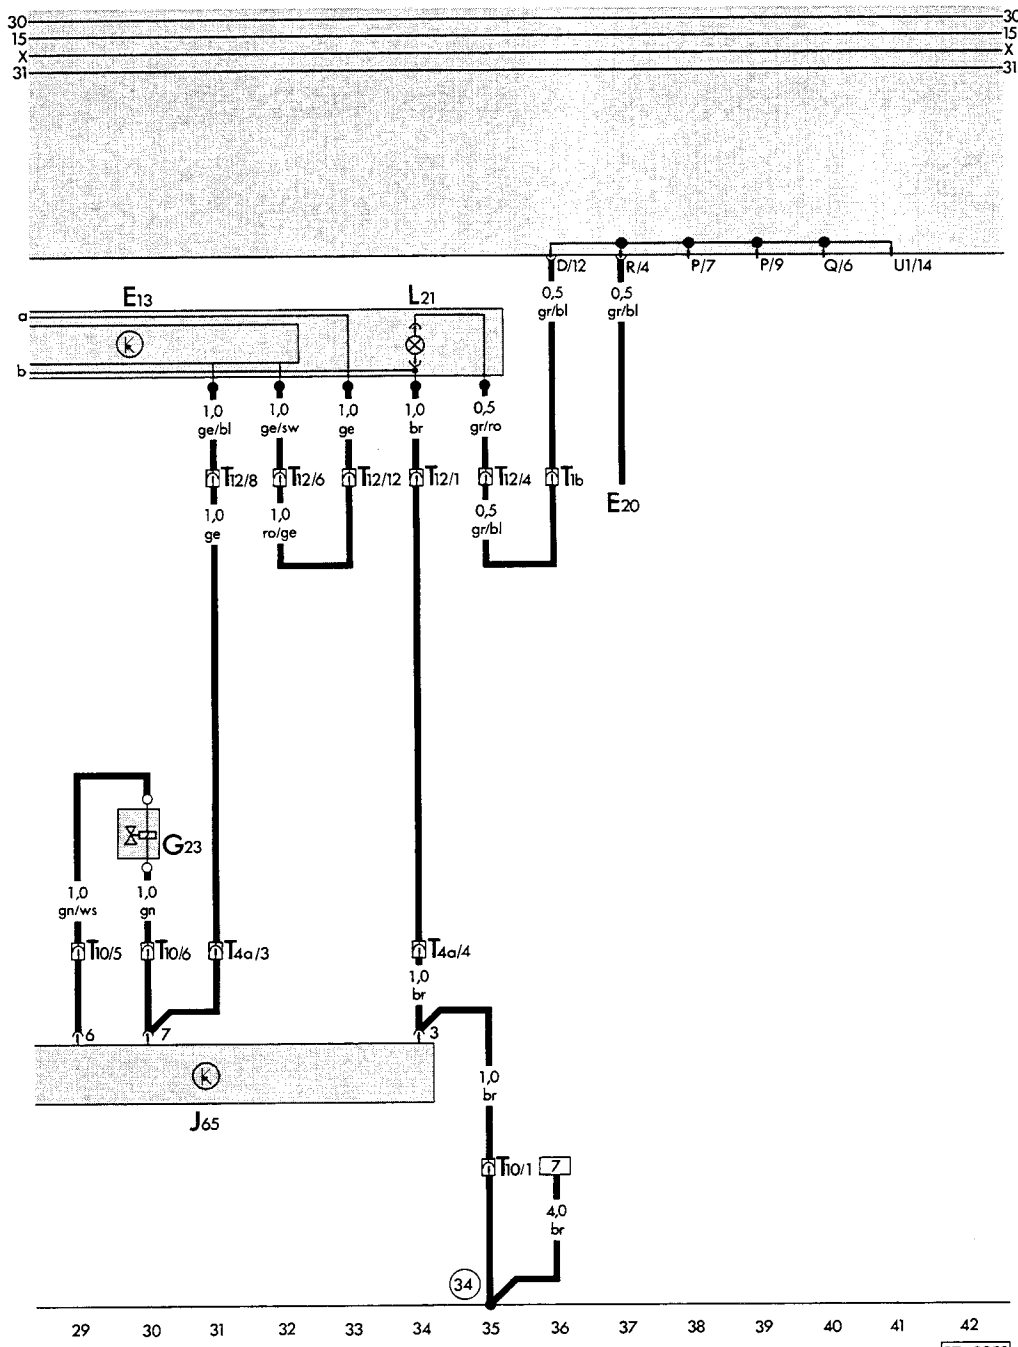 30 30
15 15
X X
31 31
D/12 R/4 P/7 P/9 Q/6 U1/14
0,5 0,5
gr/bl gr/bl
E13 L21
a
b
1,0 1,0 1,0 1,0 0,5
ge/bl ge/sw ge br gr/ro
T12/8 T12/6 T12/12 T12/1 T12/4 T1b
E20
1,0 1,0 0,5
ge ro/ge gr/bl
G23
1,0 1,0
gn/ws gn
T10/5 T10/6 T4a/3 T4a/4
1,0
br
6 7 3
J65
1,0
br
T10/1 7
4,0
br
34
29 30 31 32 33 34 35 36 37 38 39 40 41 42